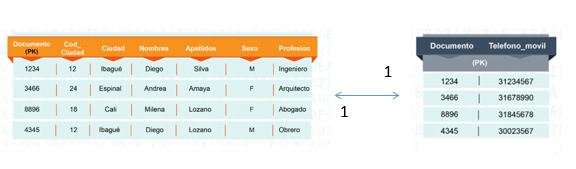 Documento (PK) Cod_Ciudad Ciudad Nombres Apellidos Sexo Profesion
1234 12 Ibagué Diego Silva M Ingeniero
3466 24 Espinal Andrea Amaya F Arquitecto
8896 18 Cali Milena Lozano F Abogado
4345 12 Ibagué Diego Lozano M Obrero
1
1
Documento Telefono_movil
(PK)
1234 31234567
3466 31678990
8896 31845678
4345 30023567